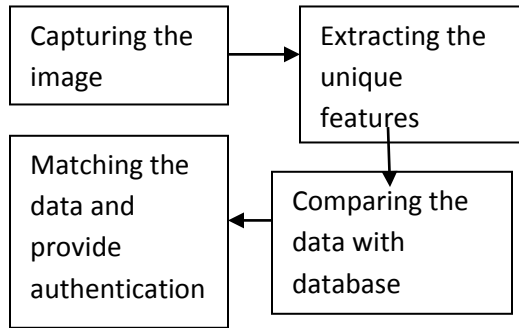 Capturing the
image
Extracting the
unique
features
Comparing the
data with
database
Matching the
data and
provide
authentication